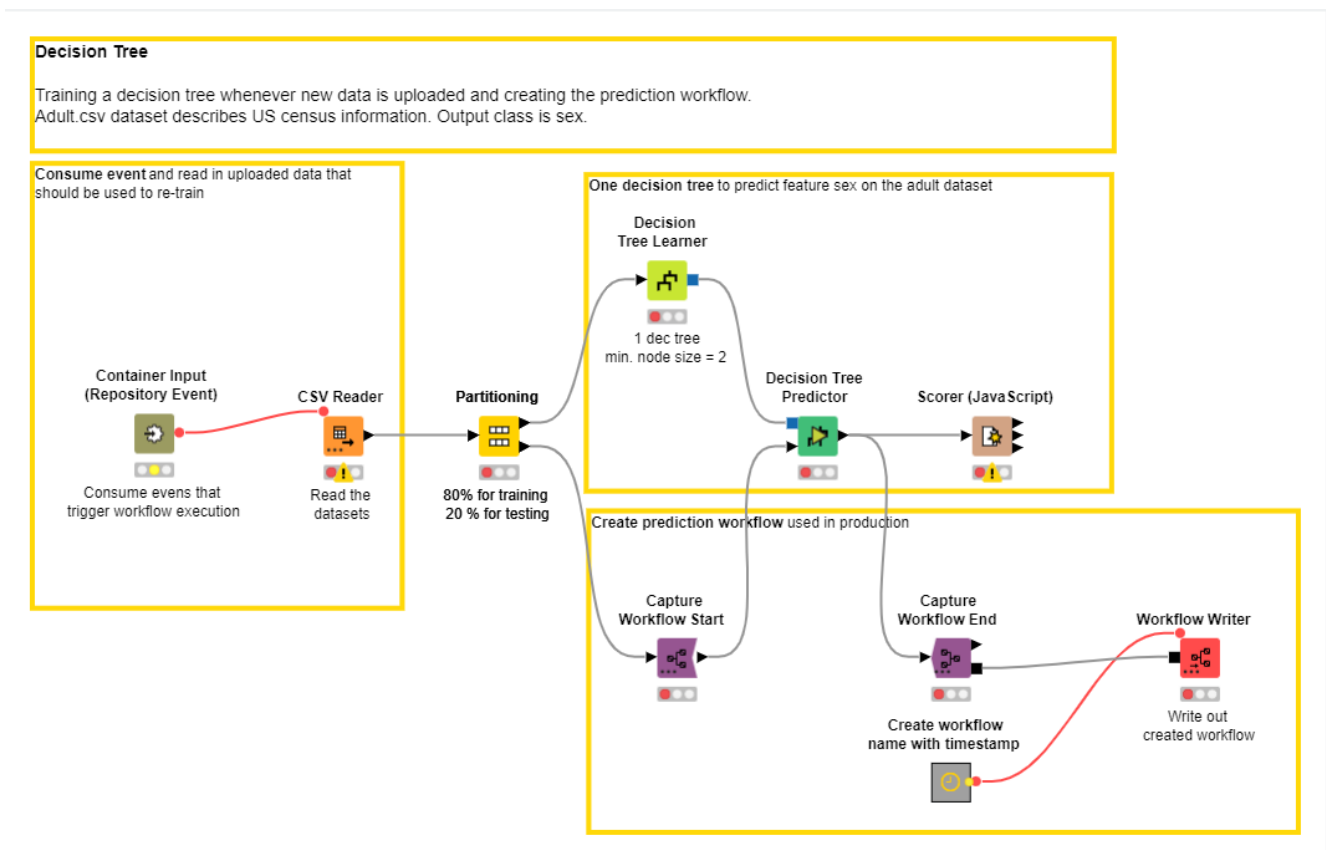 Decision Tree
Training a decision tree whenever new data is uploaded and creating the prediction workflow.
Adult.csv dataset describes US census information. Output class is sex.
Consume event and read in uploaded data that
should be used to re-train
One decision tree to predict feature sex on the adult dataset
Decision
Tree Learner
1 dec tree
min. node size = 2
Container Input
(Repository Event)
Consume evens that
trigger workflow execution
CSV Reader
Read the
datasets
Partitioning
80% for training
20 % for testing
Decision Tree
Predictor
Scorer (JavaScript)
Create prediction workflow used in production
Capture
Workflow Start
Capture
Workflow End
Workflow Writer
Write out
created workflow
Create workflow
name with timestamp